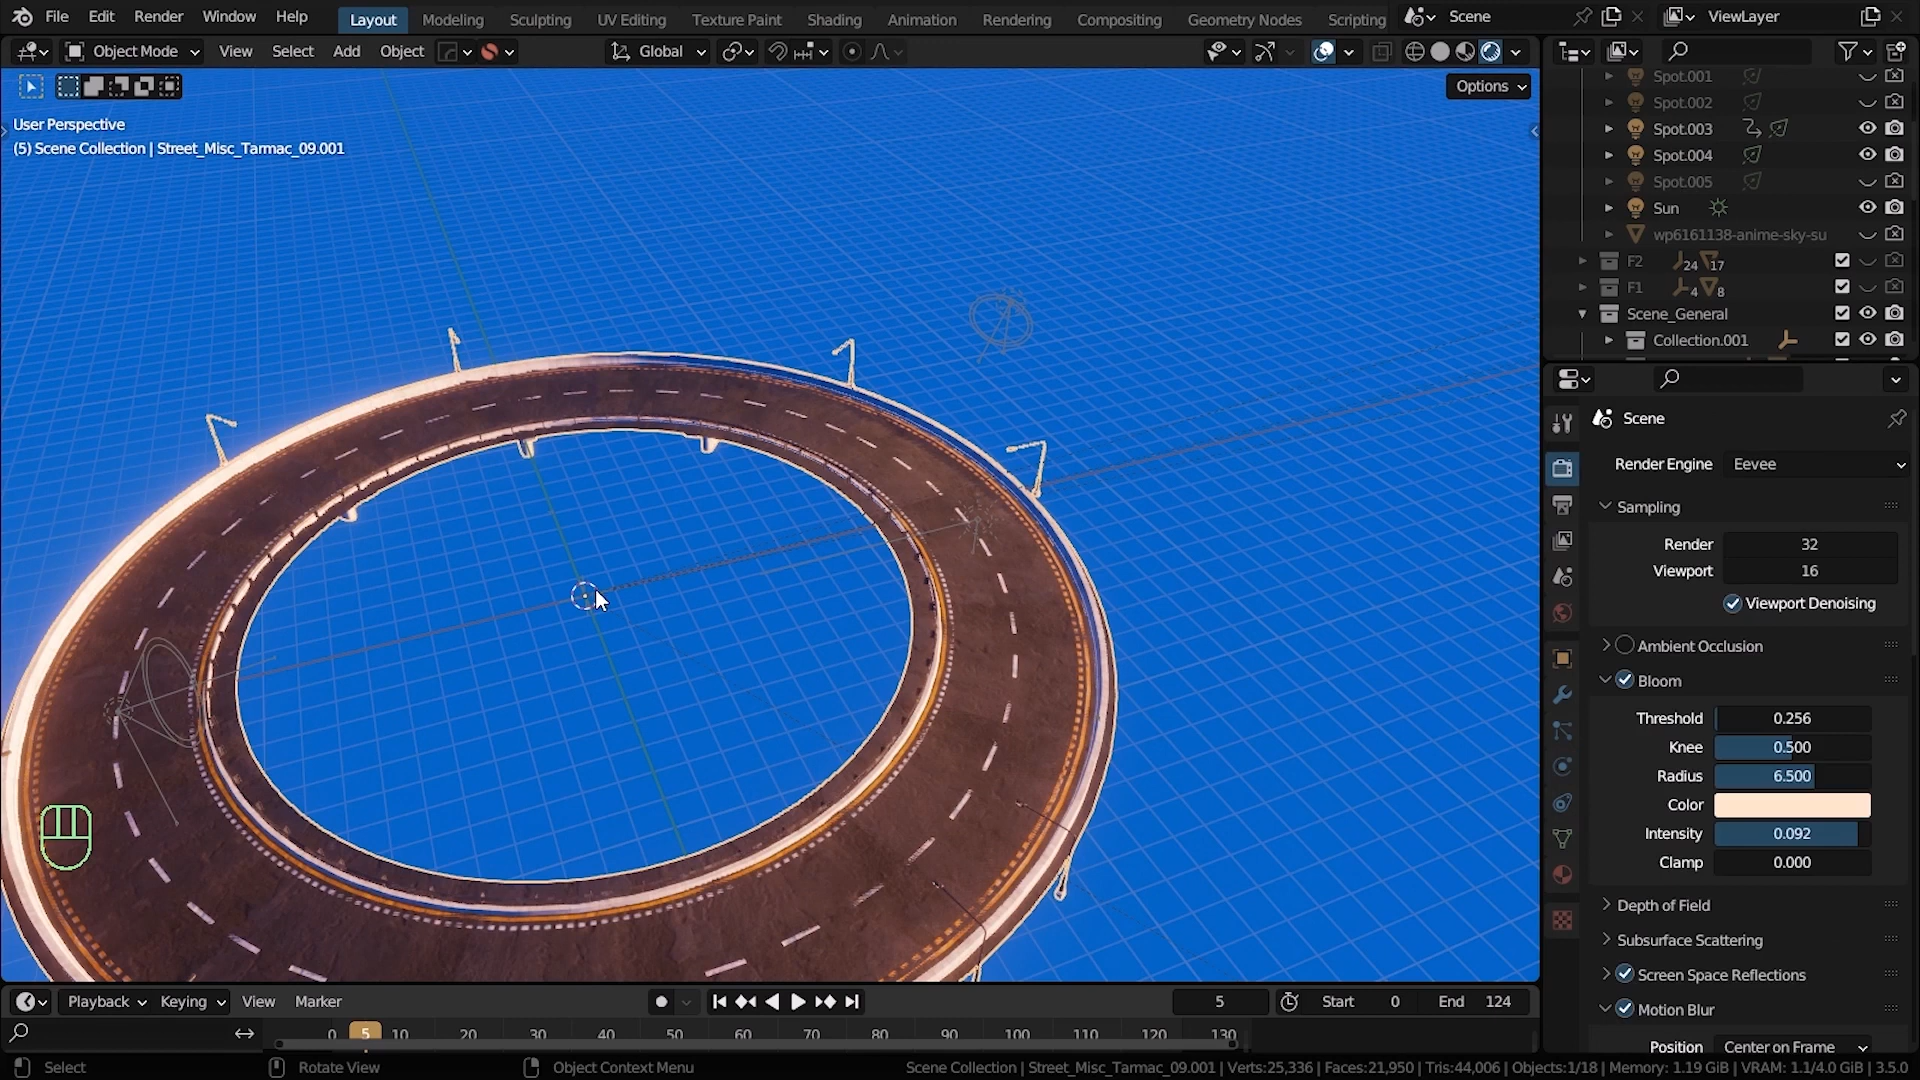 File Edit Render Window Help Layout Modeling Sculpting UV Editing Texture Paint Shading Animation Rendering Compositing Geometry Nodes Scripting Scene ViewLayer
Object Mode View Select Add Object Global
Options
User Perspective
(5) Scene Collection | Street_Misc_Tarmac_09.001
Spot.001
Spot.002
Spot.003
Spot.004
Spot.005
Sun
wp6161138-anime-sky-su
F2 24 17
F1 4 8
Scene_General
Collection.001
Scene
Render Engine Eevee
Sampling
Render 32
Viewport 16
Viewport Denoising
Ambient Occlusion
Bloom
Threshold 0.256
Knee 0.500
Radius 6.500
Color
Intensity 0.092
Clamp 0.000
Depth of Field
Subsurface Scattering
Screen Space Reflections
Motion Blur
Position Center on Frame
Playback Keying View Marker 5 Start 0 End 124
0 5 10 20 30 40 50 60 70 80 90 100 110 120 130
Select Rotate View Object Context Menu Scene Collection | Street_Misc_Tarmac_09.001 | Verts:25,336 | Faces:21,950 | Tris:44,006 | Objects:1/18 | Memory: 1.19 GiB | VRAM: 1.1/4.0 GiB | 3.5.0